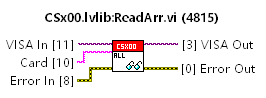 CSx00.lvlib:ReadArr.vi (4815)
VISA In [11]
CSX00
[3] VISA Out
Card [10]
ALL
Error In [8]
[0] Error Out